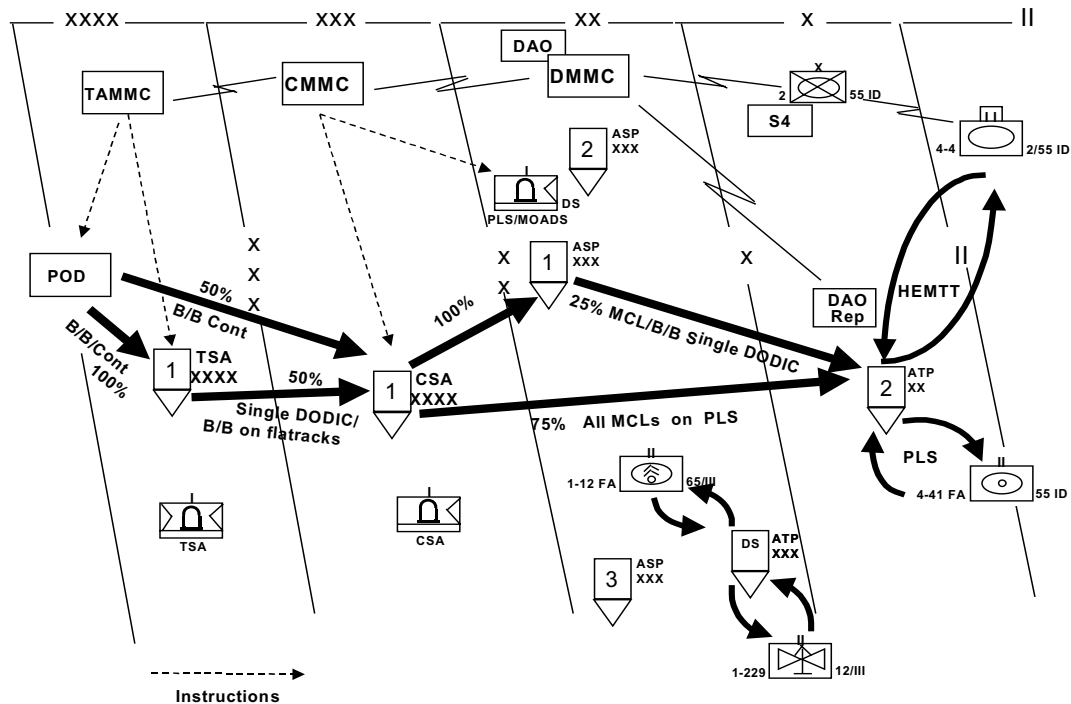 XXXX
XXX
XX
X
II
DAO
DMMC
TAMMC
CMMC
X
2
55 ID
S4
II
4-4
2/55 ID
2
ASP
XXX
I
DS
PLS/MOADS
X
X
X
X
X
X
II
POD
1
ASP
XXX
50%
B/B Cont
100%
25% MCL/B/B Single DODIC
DAO
Rep
HEMTT
B/B/Cont
100%
1
TSA
XXXX
50%
Single DODIC/
B/B on flatracks
1
CSA
XXXX
75% All MCLs on PLS
2
ATP
XX
PLS
II
1-12 FA
65/III
II
4-41 FA
55 ID
I
TSA
I
CSA
DS
ATP
XXX
3
ASP
XXX
II
1-229
12/III
Instructions